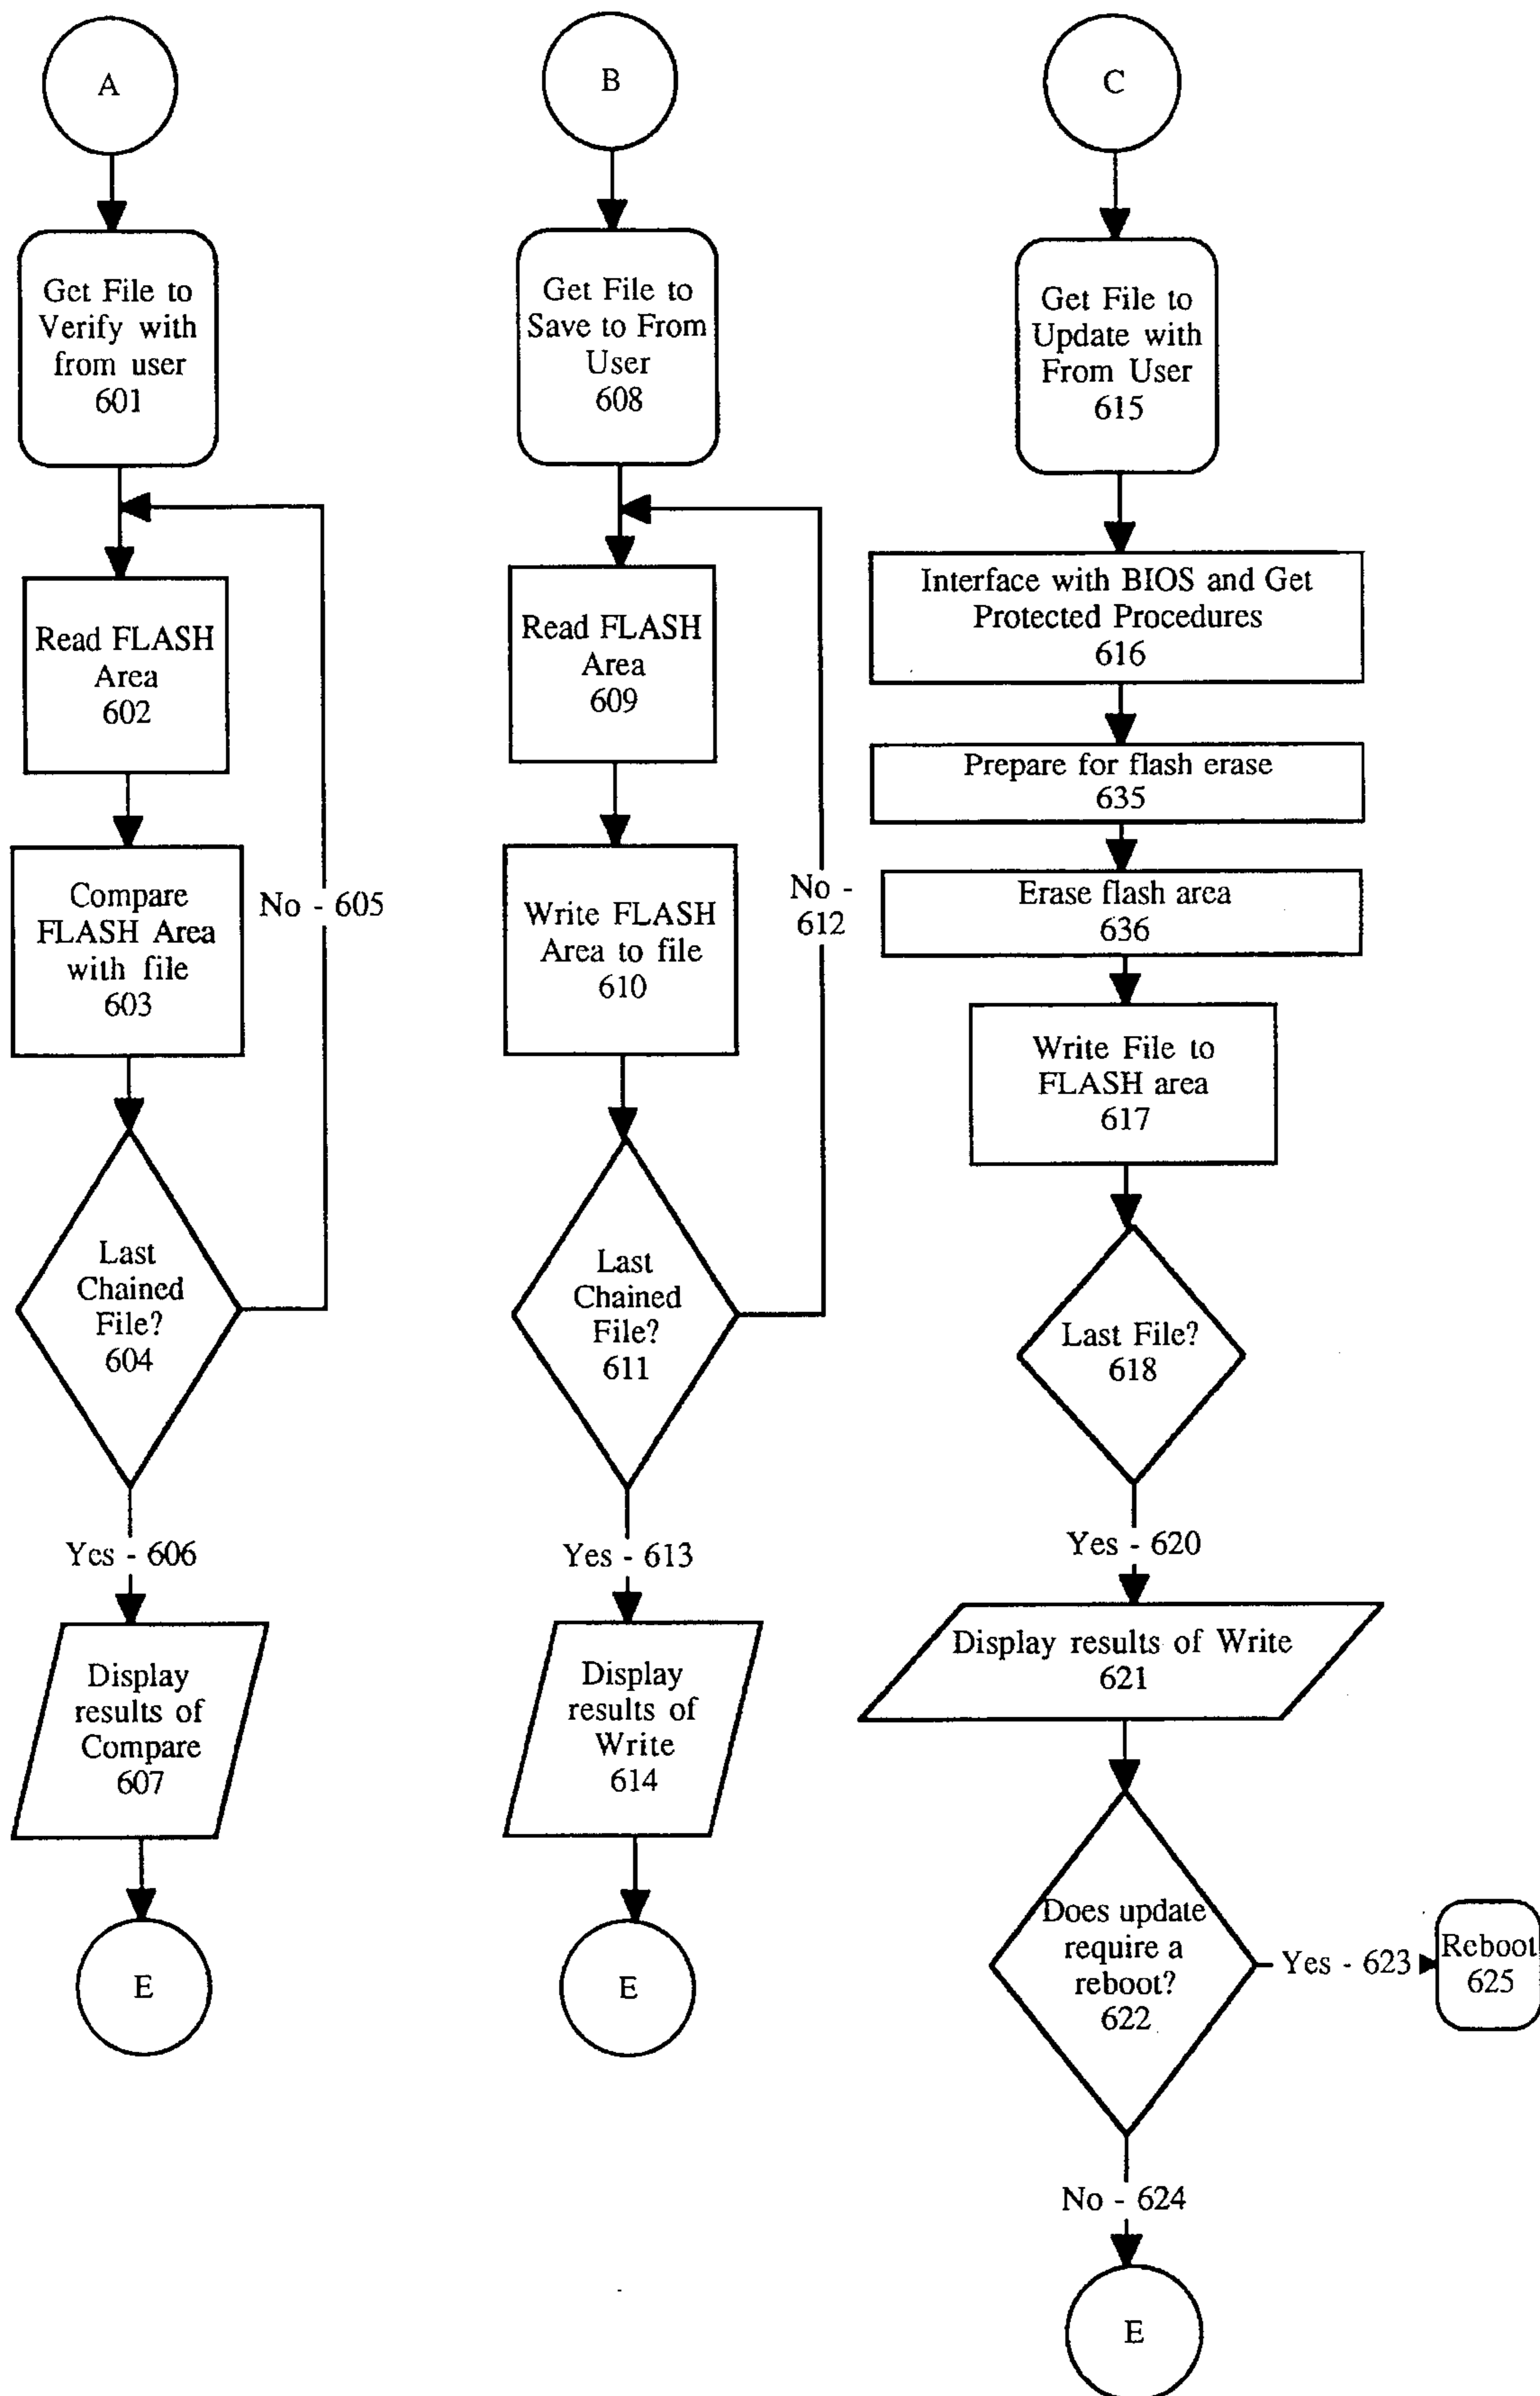 A
Get File to
Verify with
from user
601
Read FLASH
Area
602
Compare
FLASH Area
with file
603
No - 605
Last
Chained
File?
604
Yes - 606
Display
results of
Compare
607
E
B
Get File to
Save to From
User
608
Read FLASH
Area
609
Write FLASH
Area to file
610
No -
612
Last
Chained
File?
611
Yes - 613
Display
results of
Write
614
E
C
Get File to
Update with
From User
615
Interface with BIOS and Get
Protected Procedures
616
Prepare for flash erase
635
Erase flash area
636
Write File to
FLASH area
617
Last File?
618
Yes - 620
Display results of Write
621
Does update
require a
reboot?
622
Yes - 623
Reboot
625
No - 624
E